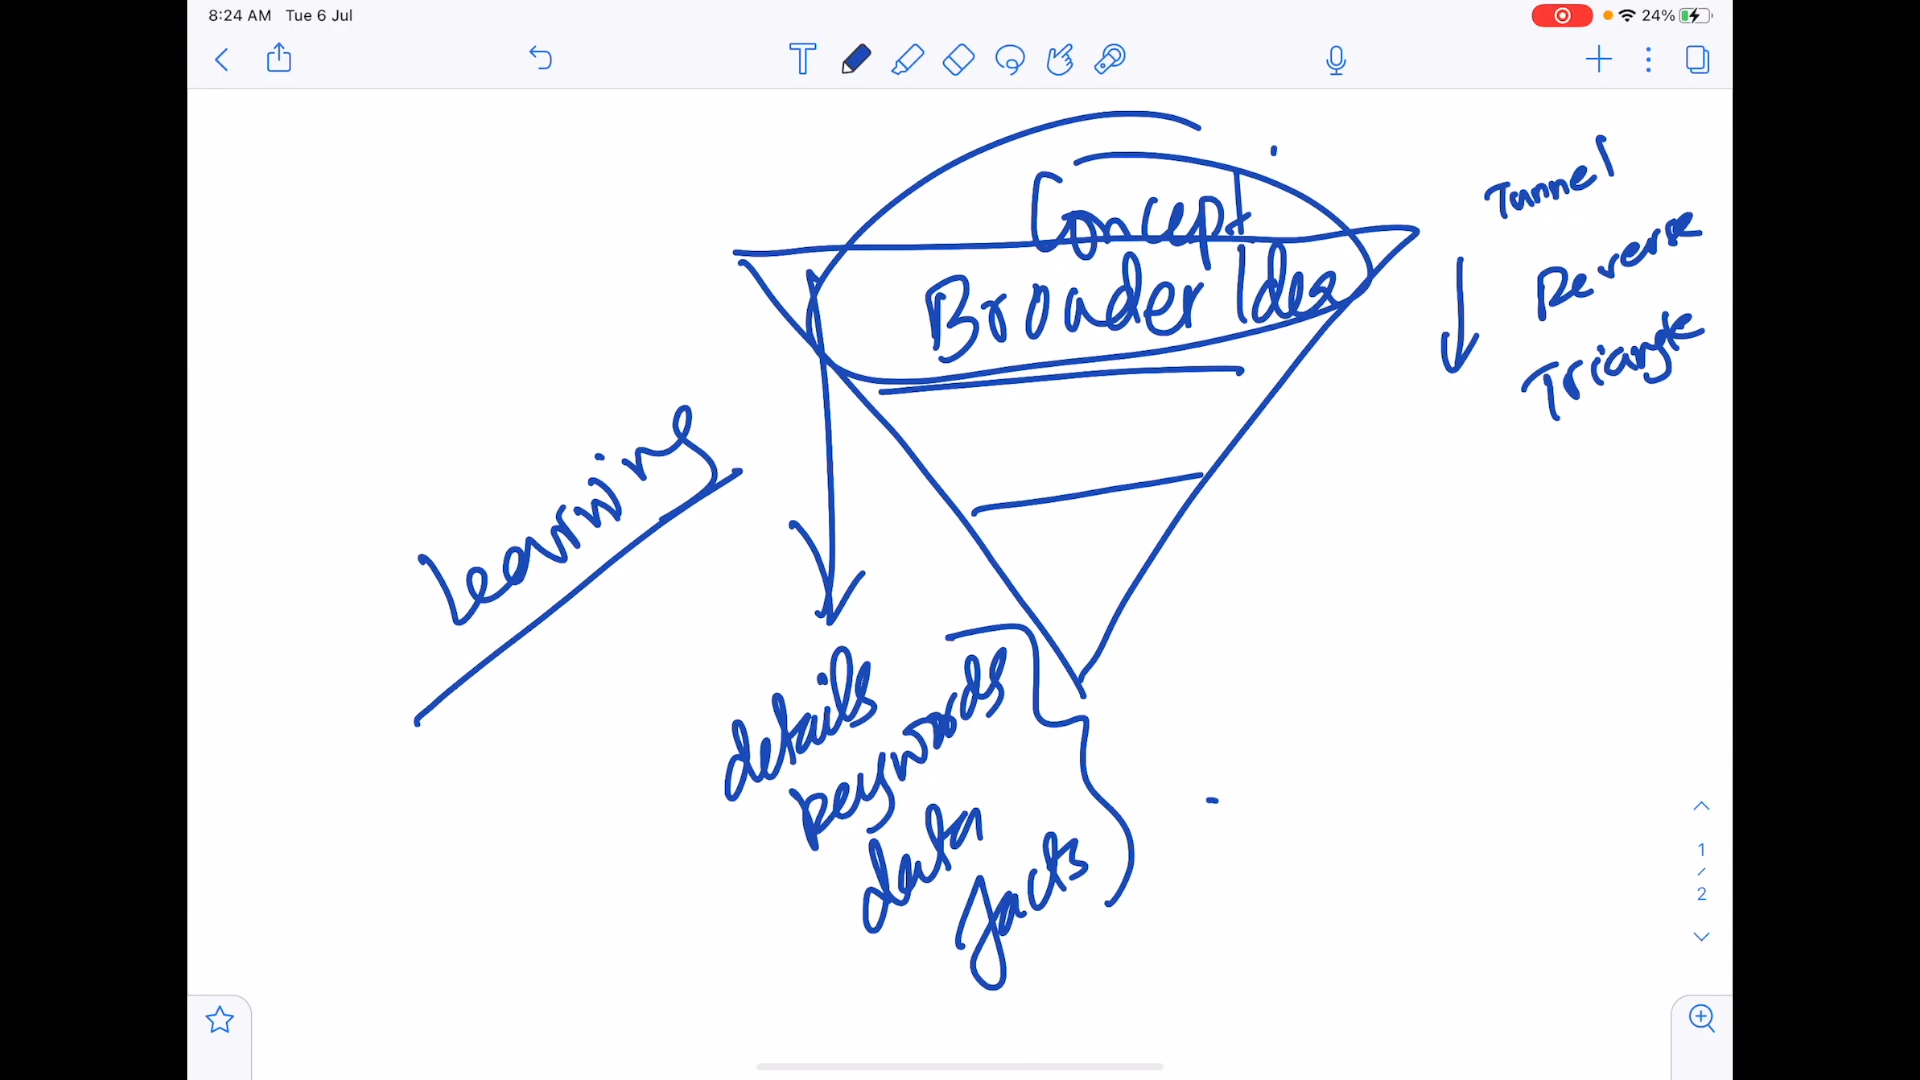 8:24 AM Tue 6 Jul
24%
T
Concept
Broader Idea
Tunnel
Reverse
Triangle
Learning
details
keywords
data
facts
1
/
2